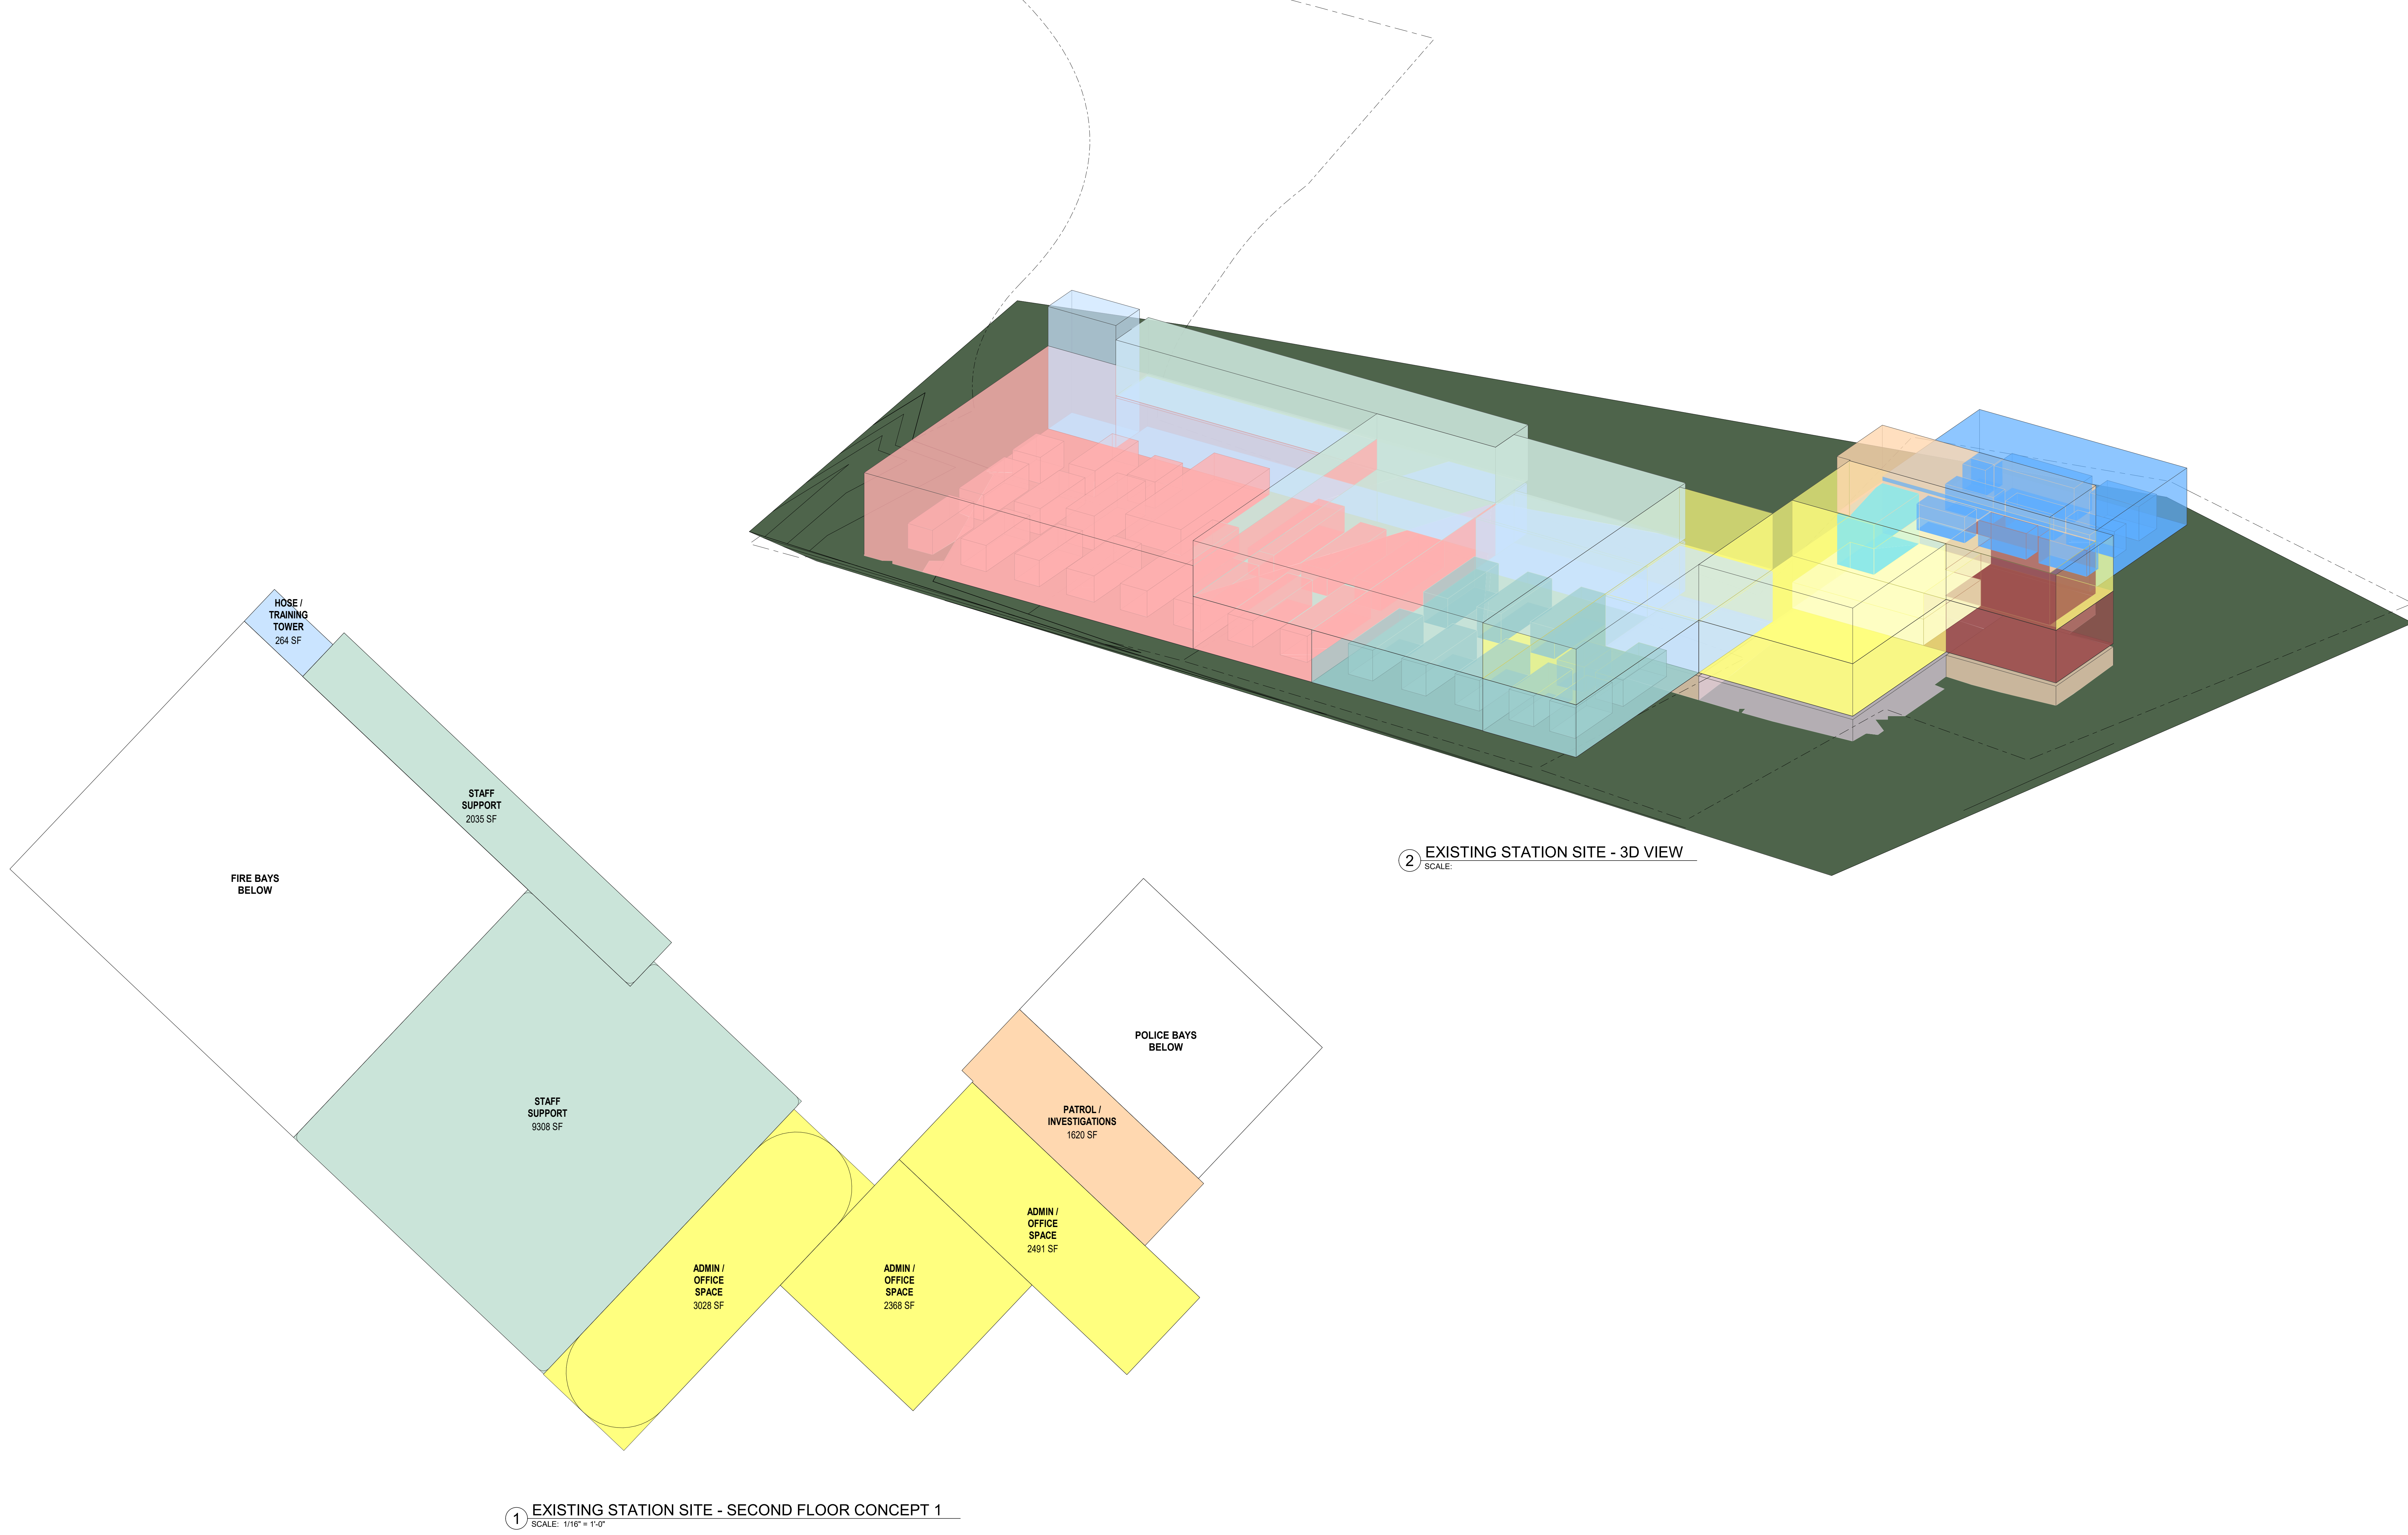 HOSE /
TRAINING
TOWER
264 SF
STAFF
SUPPORT
2035 SF
FIRE BAYS
BELOW
2
EXISTING STATION SITE - 3D VIEW
SCALE:
POLICE BAYS
BELOW
STAFF
SUPPORT
9308 SF
PATROL /
INVESTIGATIONS
1620 SF
ADMIN /
OFFICE
SPACE
2491 SF
ADMIN /
OFFICE
SPACE
3028 SF
ADMIN /
OFFICE
SPACE
2368 SF
1
EXISTING STATION SITE - SECOND FLOOR CONCEPT 1
SCALE: 1/16" = 1'-0"